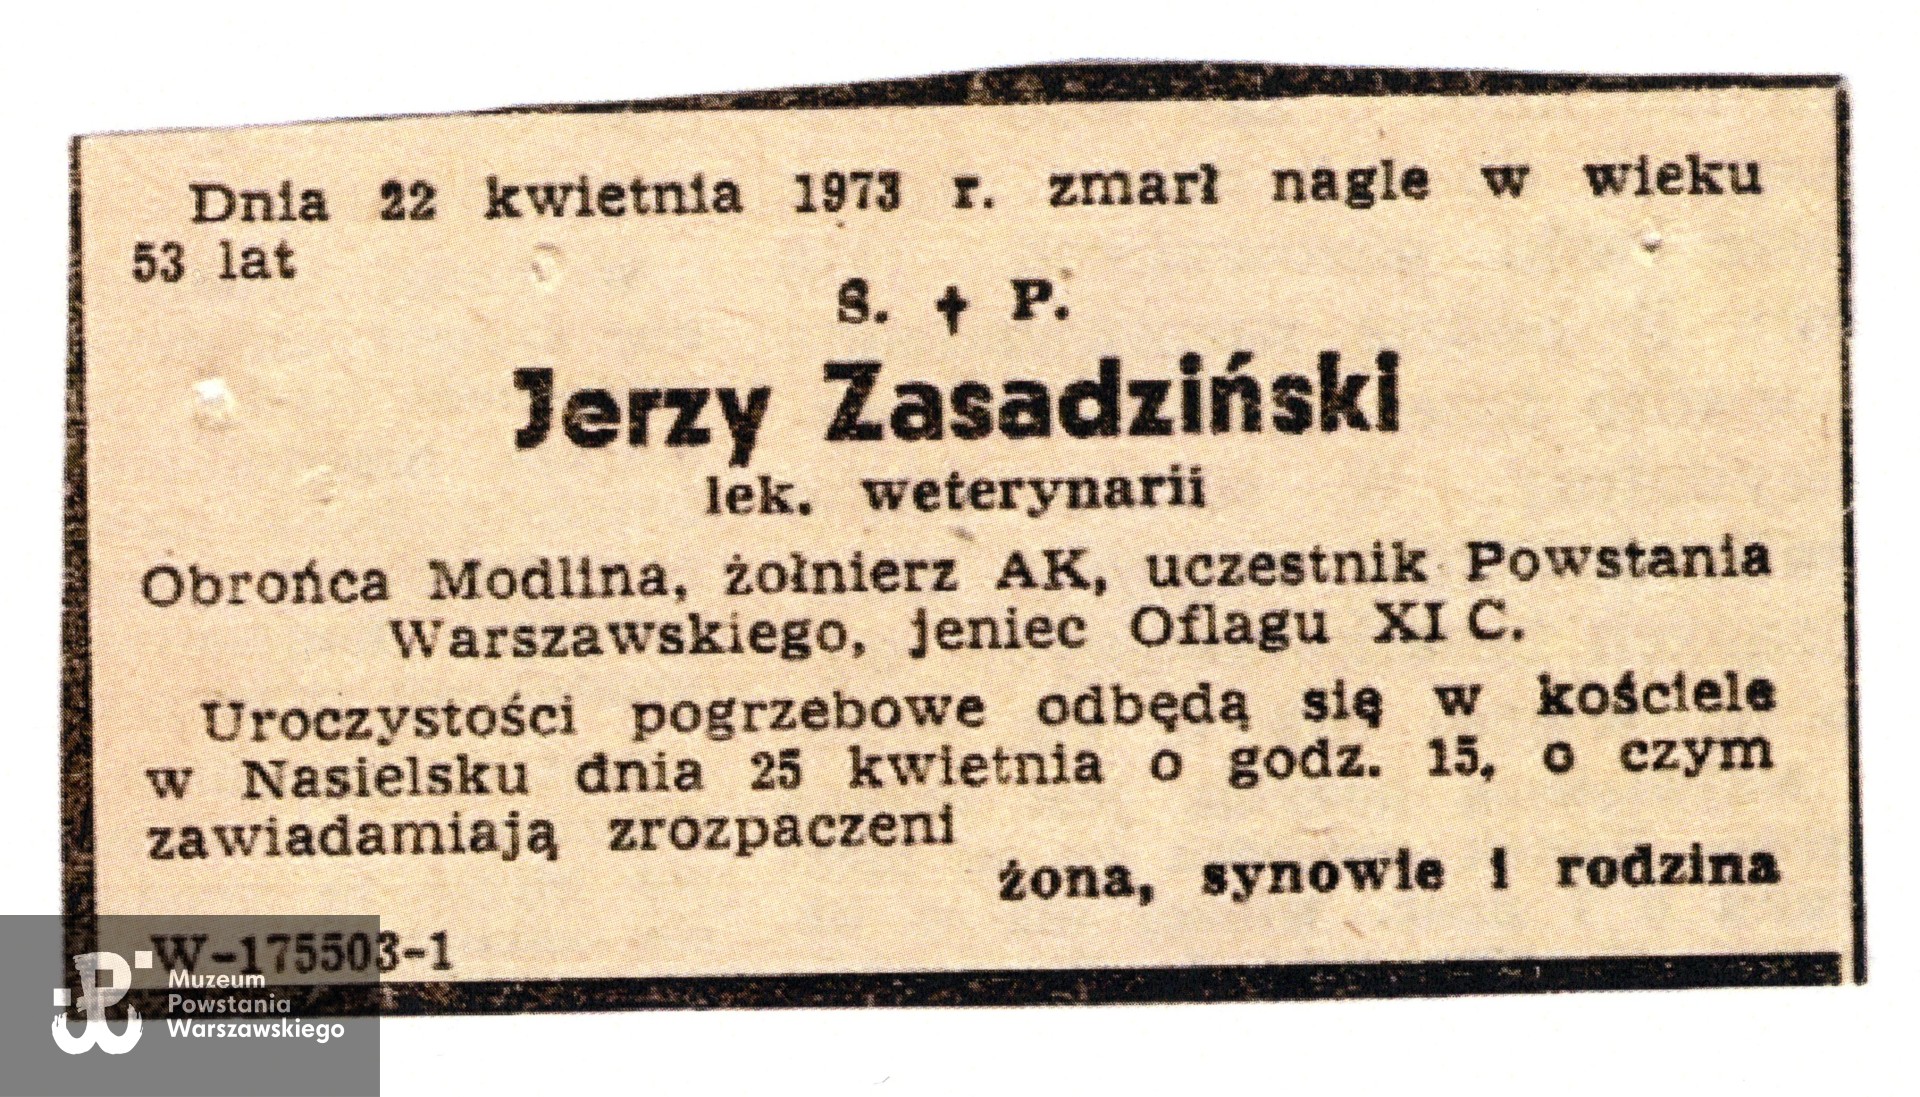 Dnia 22 kwietnia 1973 r. zmarł nagle w wieku
53 lat
S. † P.
Jerzy Zasadziński
lek. weterynarii
Obrońca Modlina, żołnierz AK, uczestnik Powstania
Warszawskiego, jeniec Oflagu XI C.
Uroczystości pogrzebowe odbędą się w kościele
w Nasielsku dnia 25 kwietnia o godz. 15, o czym
zawiadamiają zrozpaczeni
żona, synowie i rodzina
W-175503-1
Muzeum
Powstania
Warszawskiego